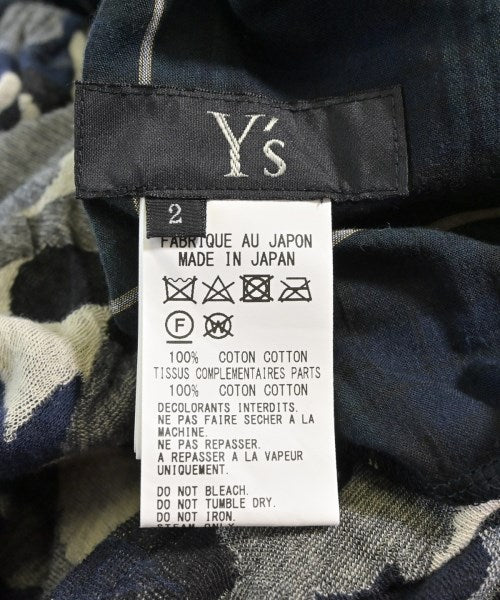 Y's
2
FABRIQUE AU JAPON
MADE IN JAPAN
F
W
100% COTON COTTON
TISSUS COMPLEMENTAIRES PARTS
100% COTON COTTON
DECOLORANTS INTERDITS.
NE PAS FAIRE SECHER A LA
MACHINE.
NE PAS REPASSER.
A REPASSER A LA VAPEUR
UNIQUEMENT.
DO NOT BLEACH.
DO NOT TUMBLE DRY.
DO NOT IRON.
STEAM ONLY.